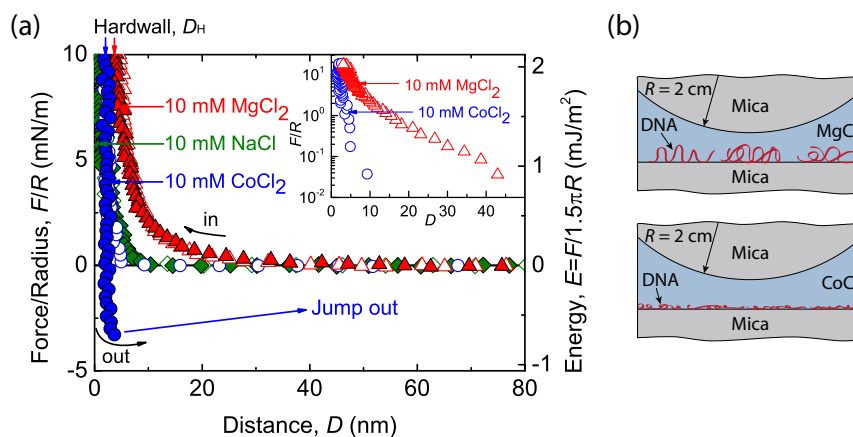 (a)
Hardwall, DH
10
5
0
-5
Force/Radius, F/R (mN/m)
10 mM MgCl2
10 mM NaCl
10 mM CoCl2
in
out
Jump out
0 20 40 60 80
Distance, D (nm)
2
1
0
-1
Energy, E=F/1.5πR (mJ/m2)
10 mM MgCl2
10 mM CoCl2
F/R
10^1
10^0
10^-1
10^-2
0 10 20 30 40
D
(b)
R = 2 cm
Mica
DNA
MgC
Mica
R = 2 cm
Mica
DNA
CoC
Mica